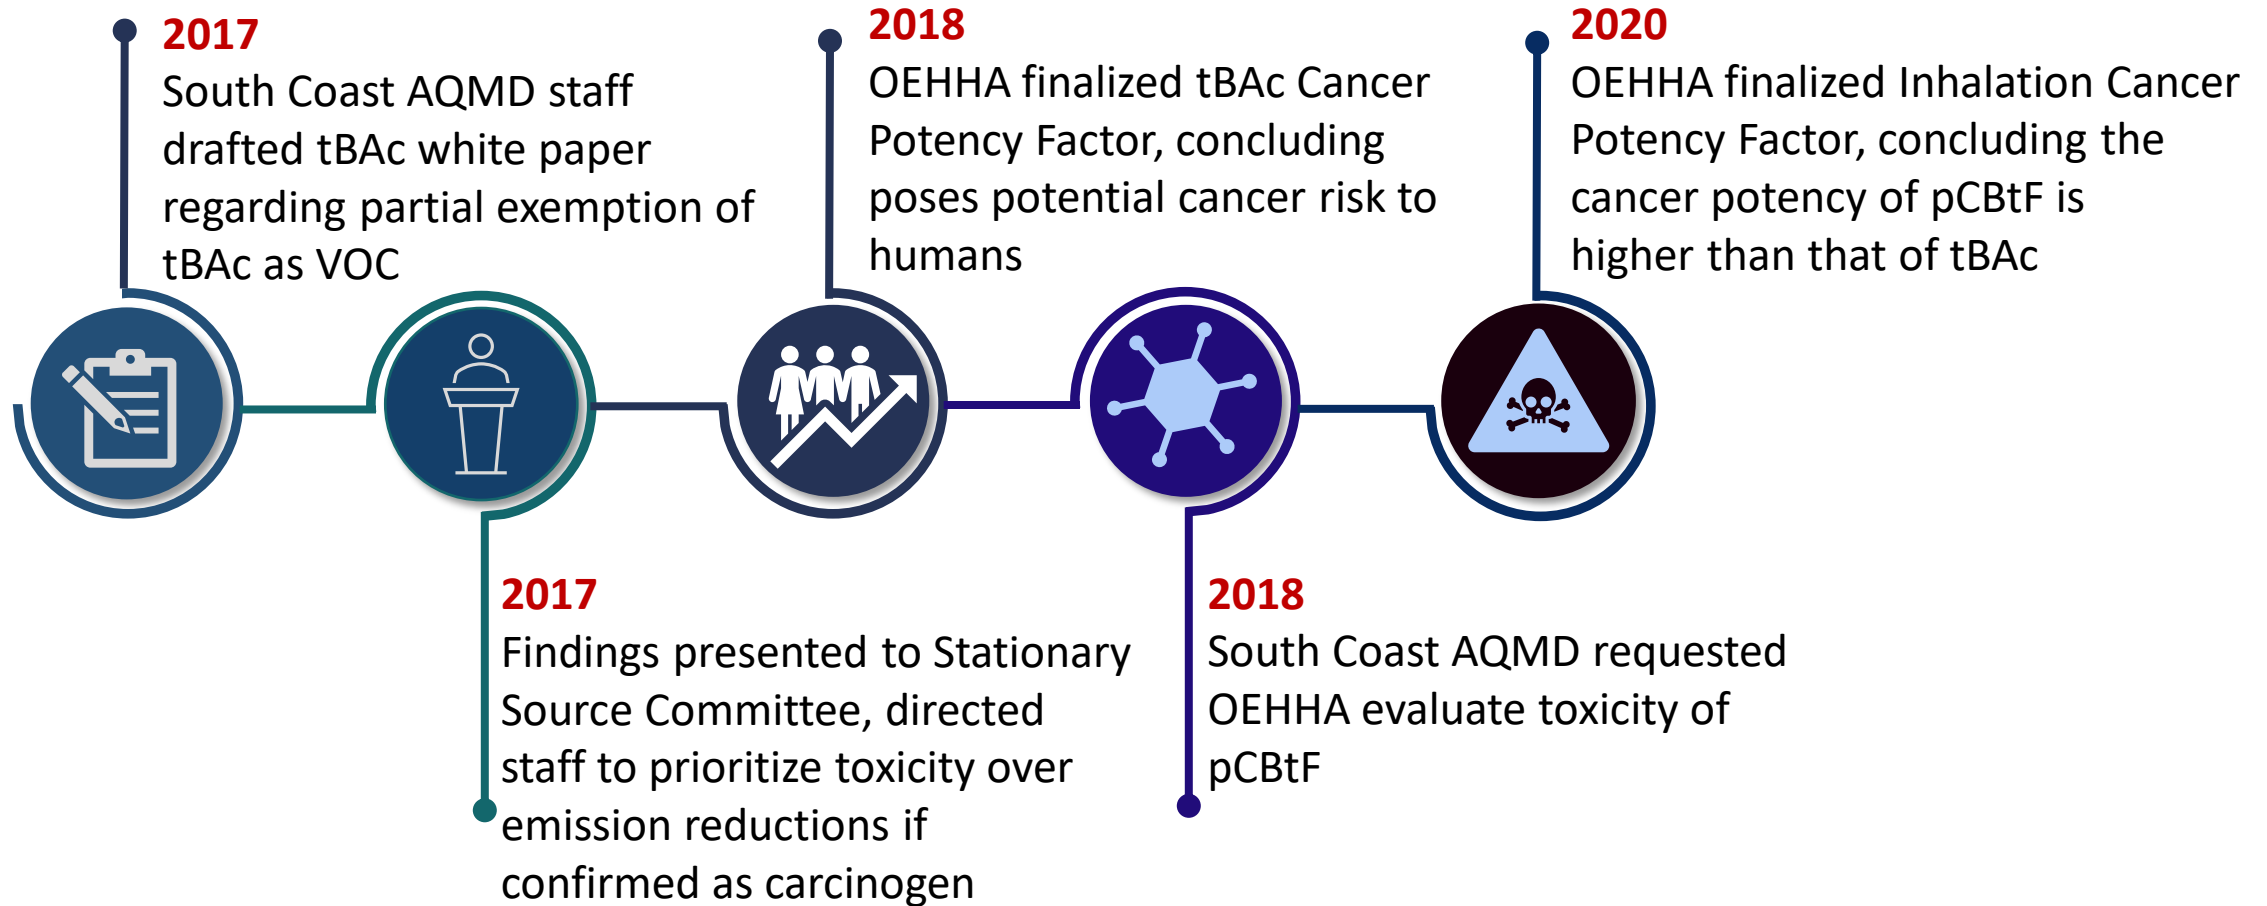 2017
South Coast AQMD staff
drafted tBAc white paper
regarding partial exemption of
tBAc as VOC
2017
Findings presented to Stationary
Source Committee, directed
staff to prioritize toxicity over
emission reductions if
confirmed as carcinogen
2018
OEHHA finalized tBAc Cancer
Potency Factor, concluding
poses potential cancer risk to
humans
2018
South Coast AQMD requested
OEHHA evaluate toxicity of
pCBtF
2020
OEHHA finalized Inhalation Cancer
Potency Factor, concluding the
cancer potency of pCBtF is
higher than that of tBAc